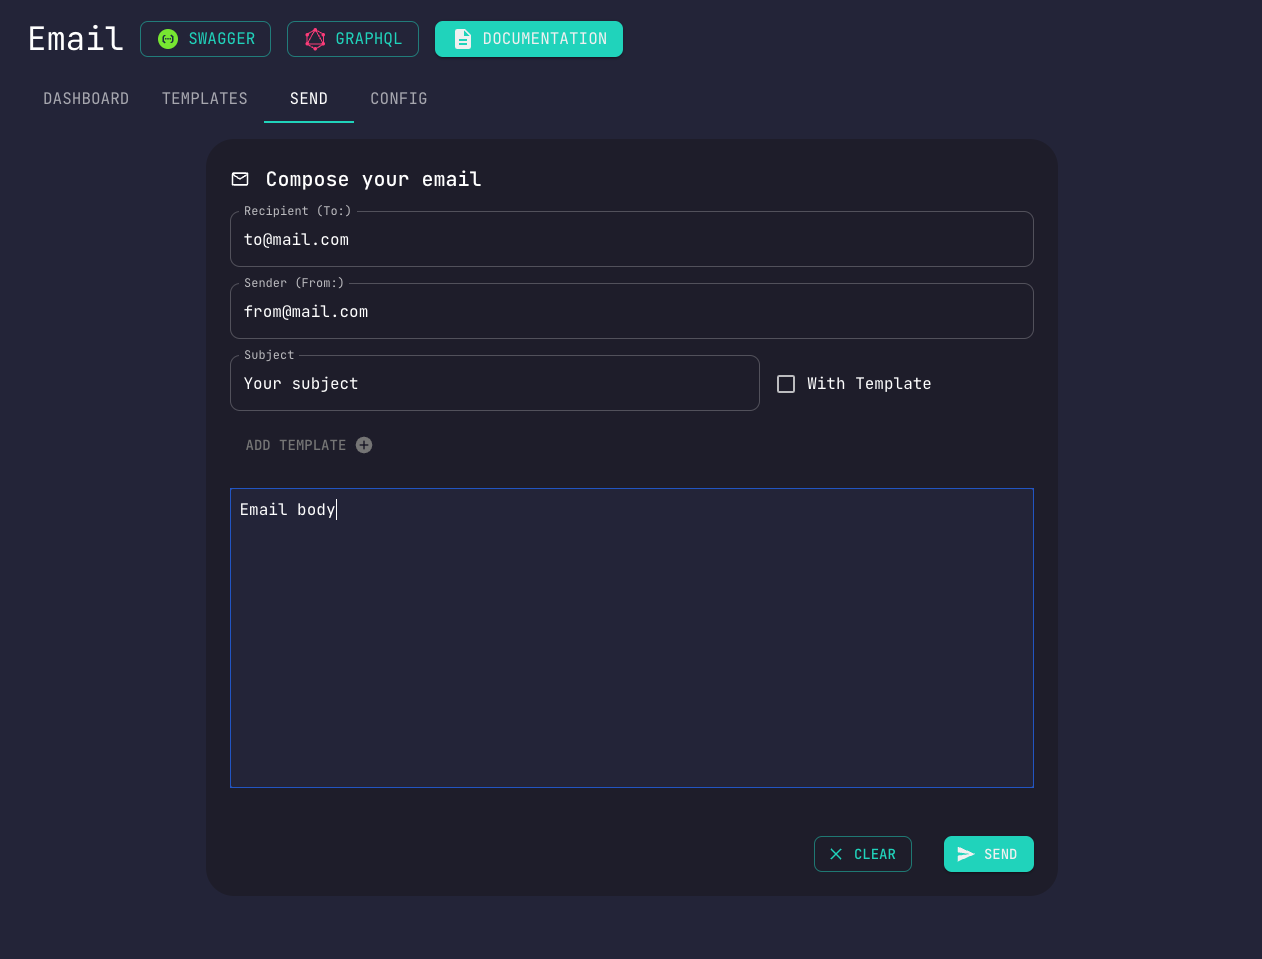 Email SWAGGER GRAPHQL DOCUMENTATION
DASHBOARD TEMPLATES SEND CONFIG
Compose your email
Recipient (To:)
to@mail.com
Sender (From:)
from@mail.com
Subject
Your subject
With Template
ADD TEMPLATE
Email body
CLEAR SEND